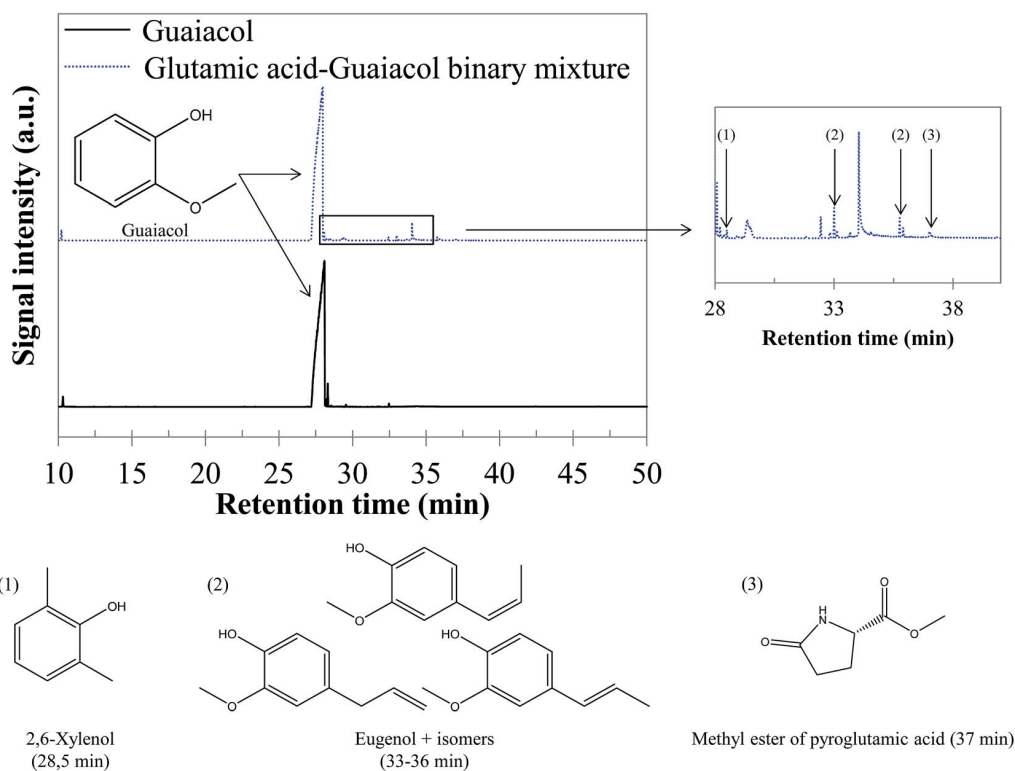 Guaiacol
Glutamic acid-Guaiacol binary mixture
Signal intensity (a.u.)
OH
O
Guaiacol
(1)
(2)
(2)
(3)
28
33
38
Retention time (min)
10
15
20
25
30
35
40
45
50
Retention time (min)
(1)
OH
2,6-Xylenol
(28,5 min)
(2)
HO
O
HO
O
HO
O
Eugenol + isomers
(33-36 min)
(3)
O
H
N
O
O
Methyl ester of pyroglutamic acid (37 min)